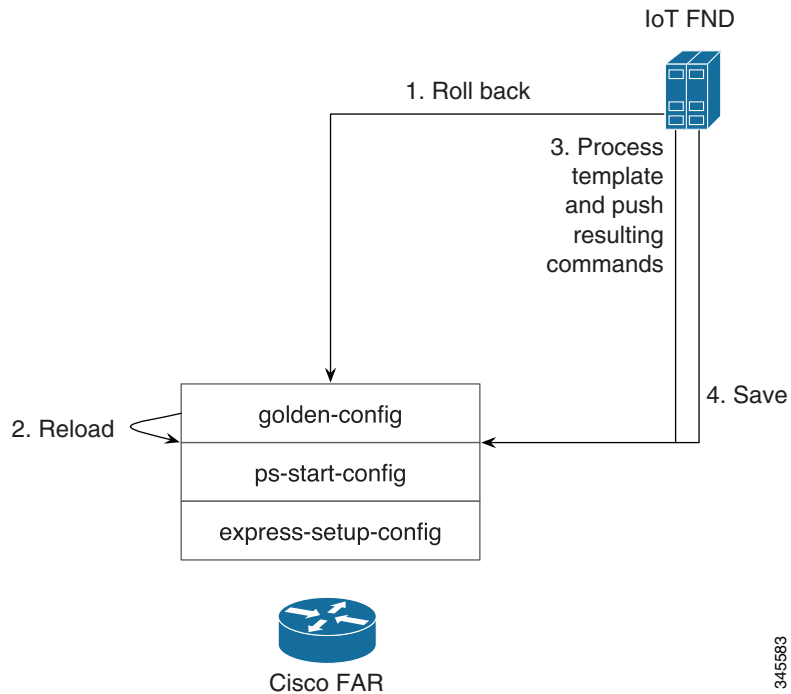 IoT FND
1. Roll back
3. Process
template
and push
resulting
commands
4. Save
golden-config
2. Reload
ps-start-config
express-setup-config
Cisco FAR
345583